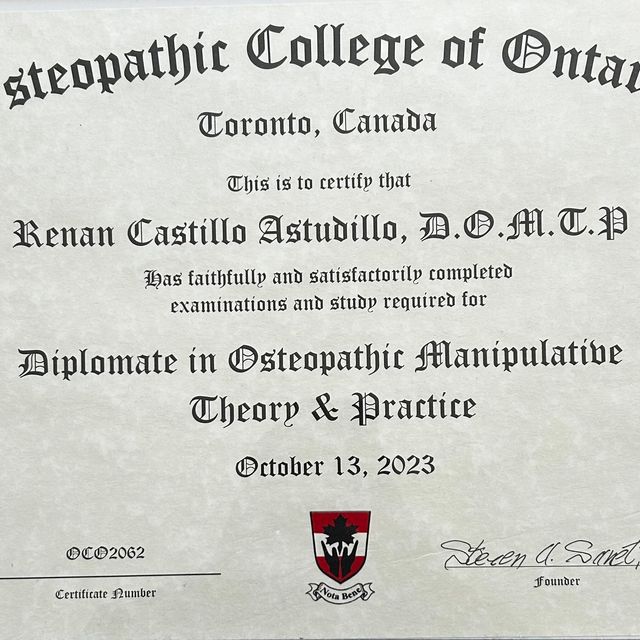 steopathic College of Ontar
Toronto, Canada
This is to certify that
Renan Castillo Astudillo, D.O.M.T.P
Has faithfully and satisfactorily completed
examinations and study required for
Diplomate in Osteopathic Manipulative
Theory & Practice
October 13, 2023
OCO2062
Certificate Number
Nota Bene
Steven
Founder